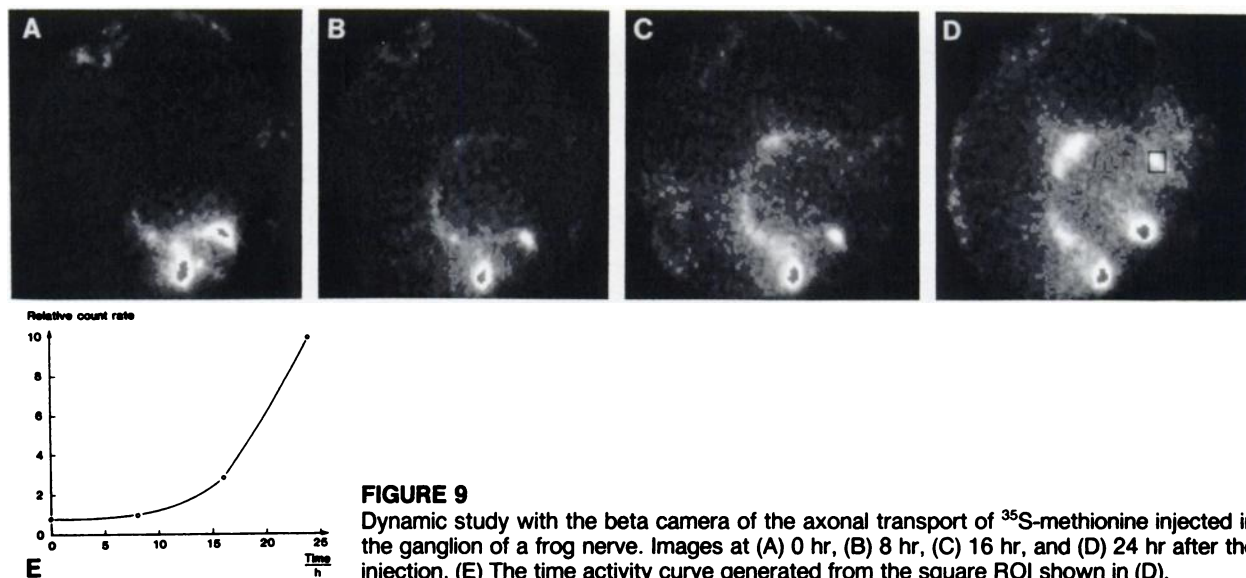 A B C D
Relative count rate
10
8
6
4
2
0
0 5 10 15 20 25
Time
h
E
FIGURE 9
Dynamic study with the beta camera of the axonal transport of ³⁵S-methionine injected in
the ganglion of a frog nerve. Images at (A) 0 hr, (B) 8 hr, (C) 16 hr, and (D) 24 hr after the
injection. (E) The time activity curve generated from the square ROI shown in (D).